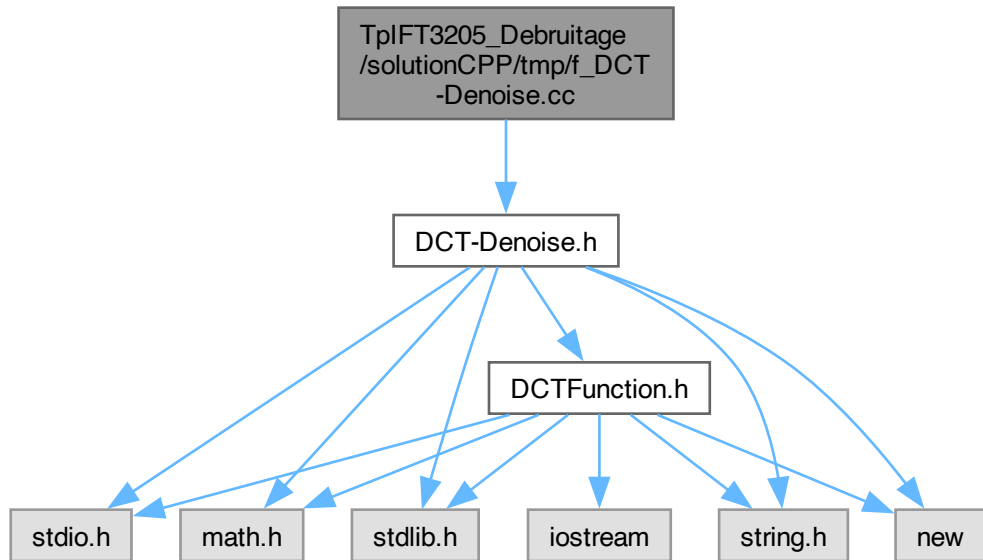 TpIFT3205_Debruitage
/solutionCPP/tmp/f_DCT
-Denoise.cc
DCT-Denoise.h
DCTFunction.h
stdio.h
math.h
stdlib.h
iostream
string.h
new